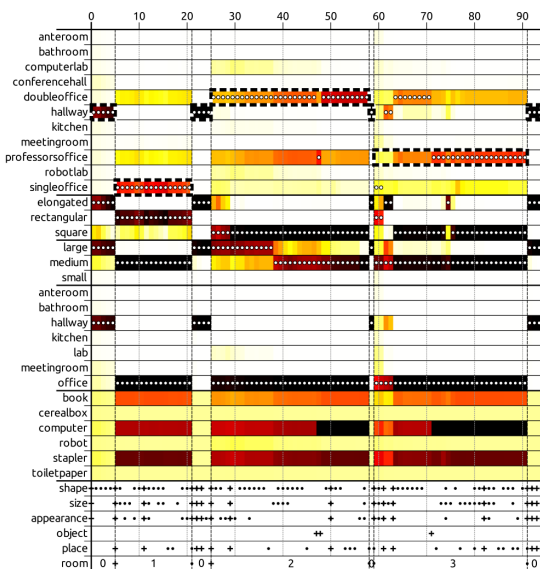 0 10 20 30 40 50 60 70 80 90
anteroom
bathroom
computerlab
conferencehall
doubleoffice
hallway
kitchen
meetingroom
professorsoffice
robotlab
singleoffice
elongated
rectangular
square
large
medium
small
anteroom
bathroom
hallway
kitchen
lab
meetingroom
office
book
cerealbox
computer
robot
stapler
toiletpaper
shape
size
appearance
object
place
room 0 1 0 2 0 3 0